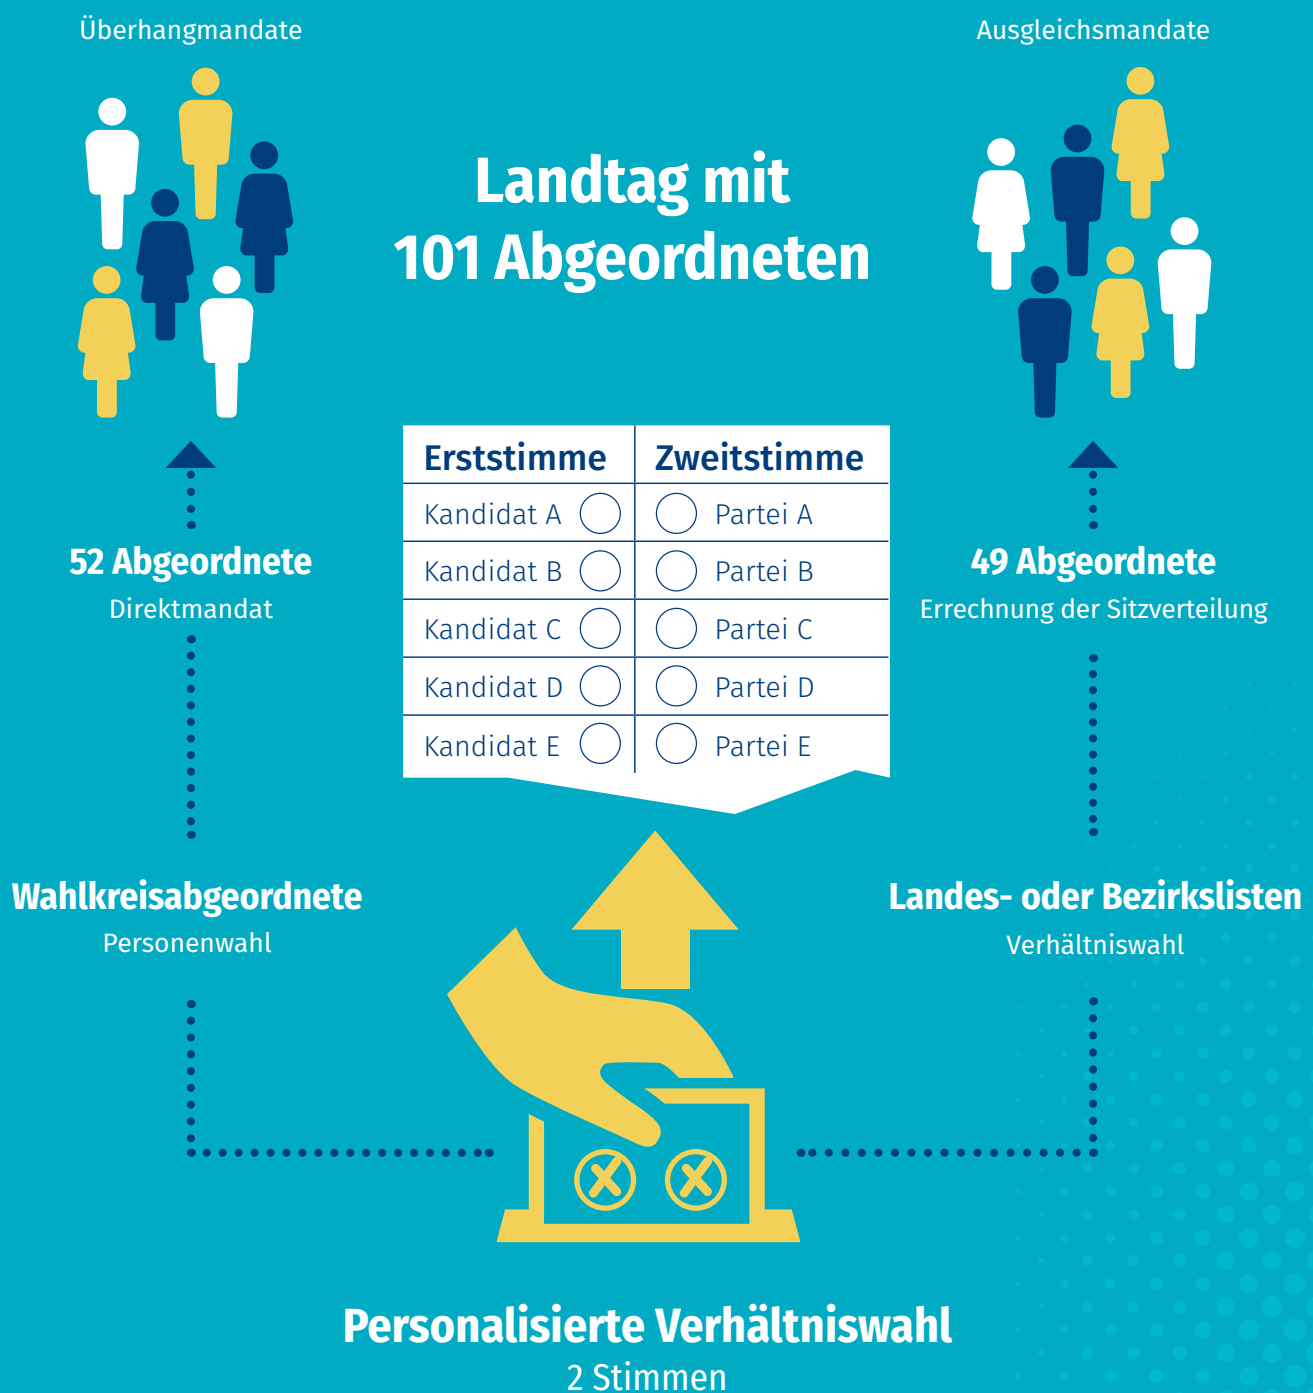 Überhangmandate
Ausgleichsmandate
Landtag mit
101 Abgeordneten
Erststimme
Zweitstimme
Kandidat A
Partei A
Kandidat B
Partei B
Kandidat C
Partei C
Kandidat D
Partei D
Kandidat E
Partei E
52 Abgeordnete
Direktmandat
49 Abgeordnete
Errechnung der Sitzverteilung
Wahlkreisabgeordnete
Personenwahl
Landes- oder Bezirkslisten
Verhältniswahl
Personalisierte Verhältniswahl
2 Stimmen